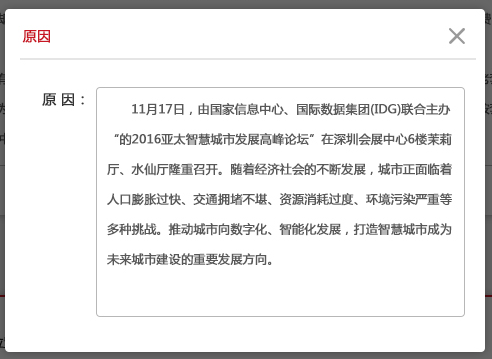 原因
原 因：
11月17日，由国家信息中心、国际数据集团(IDG)联合主办
“的2016亚太智慧城市发展高峰论坛”在深圳会展中心6楼茉莉
厅、水仙厅隆重召开。随着经济社会的不断发展，城市正面临着
人口膨胀过快、交通拥堵不堪、资源消耗过度、环境污染严重等
多种挑战。推动城市向数字化、智能化发展，打造智慧城市成为
未来城市建设的重要发展方向。